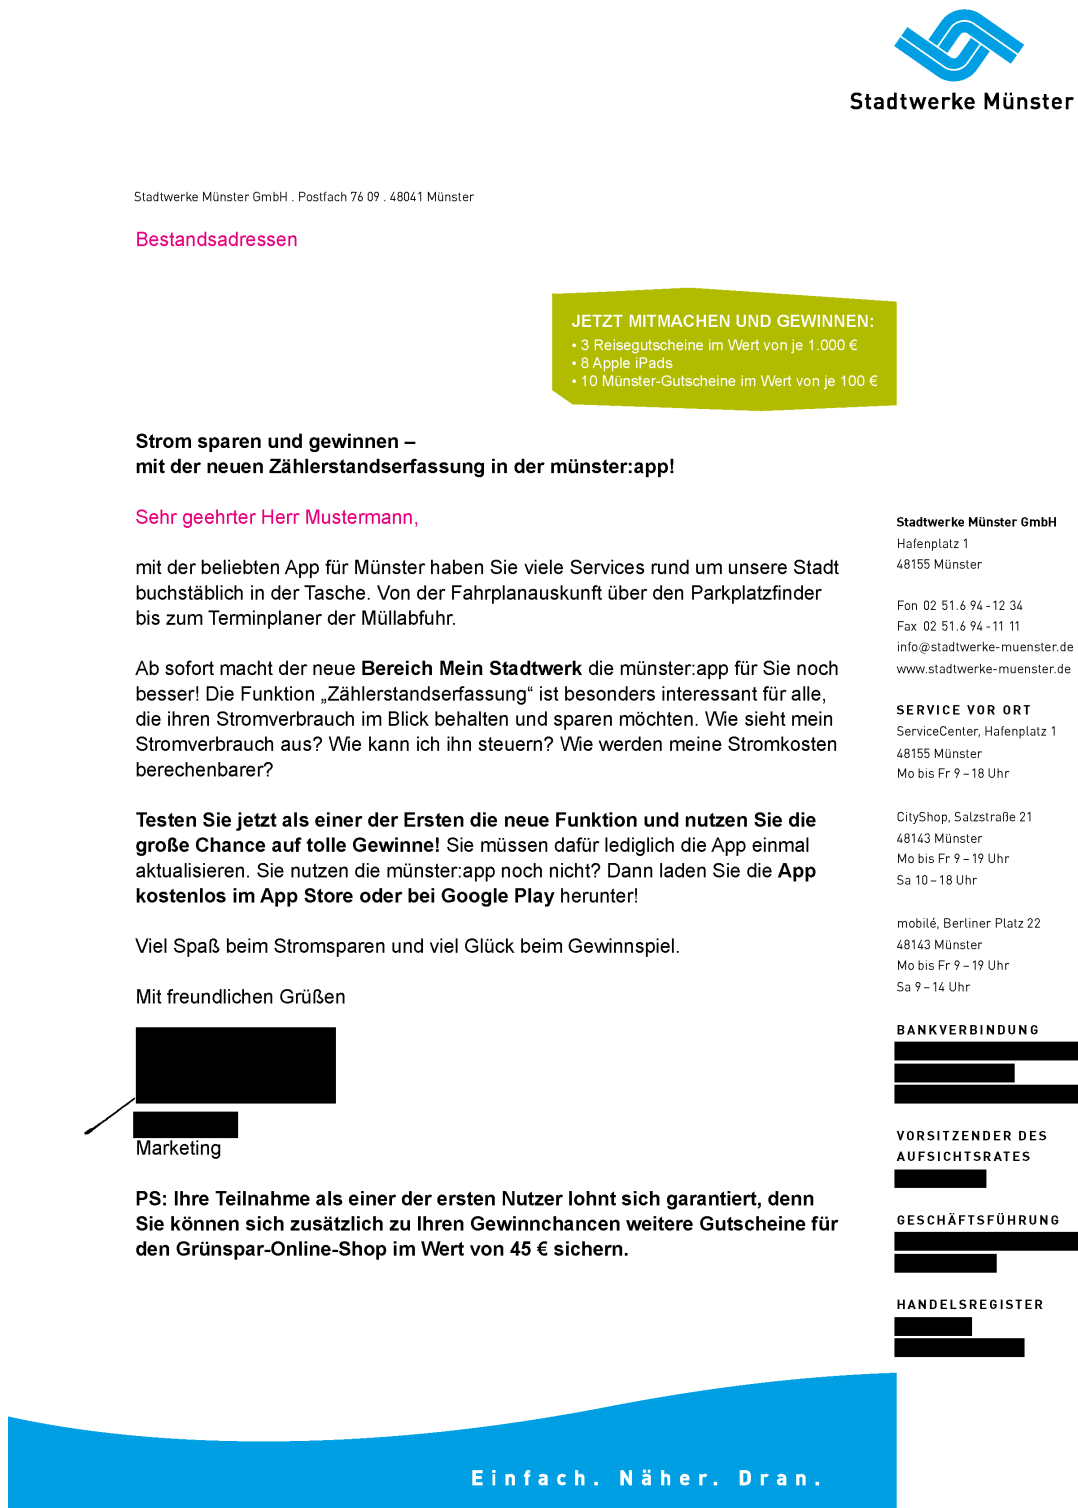 Stadtwerke Münster
Stadtwerke Münster GmbH . Postfach 76 09 . 48041 Münster
Bestandsadressen
JETZT MITMACHEN UND GEWINNEN:
• 3 Reisegutscheine im Wert von je 1.000 €
• 8 Apple iPads
• 10 Münster-Gutscheine im Wert von je 100 €
Strom sparen und gewinnen –
mit der neuen Zählerstandserfassung in der münster:app!
Sehr geehrter Herr Mustermann,
mit der beliebten App für Münster haben Sie viele Services rund um unsere Stadt
buchstäblich in der Tasche. Von der Fahrplanauskunft über den Parkplatzfinder
bis zum Terminplaner der Müllabfuhr.
Ab sofort macht der neue Bereich Mein Stadtwerk die münster:app für Sie noch
besser! Die Funktion „Zählerstandserfassung“ ist besonders interessant für alle,
die ihren Stromverbrauch im Blick behalten und sparen möchten. Wie sieht mein
Stromverbrauch aus? Wie kann ich ihn steuern? Wie werden meine Stromkosten
berechenbarer?
Testen Sie jetzt als einer der Ersten die neue Funktion und nutzen Sie die
große Chance auf tolle Gewinne! Sie müssen dafür lediglich die App einmal
aktualisieren. Sie nutzen die münster:app noch nicht? Dann laden Sie die App
kostenlos im App Store oder bei Google Play herunter!
Viel Spaß beim Stromsparen und viel Glück beim Gewinnspiel.
Mit freundlichen Grüßen
Marketing
PS: Ihre Teilnahme als einer der ersten Nutzer lohnt sich garantiert, denn
Sie können sich zusätzlich zu Ihren Gewinnchancen weitere Gutscheine für
den Grünspar-Online-Shop im Wert von 45 € sichern.
Stadtwerke Münster GmbH
Hafenplatz 1
48155 Münster
Fon 02 51.6 94 - 12 34
Fax 02 51.6 94 - 11 11
info@stadtwerke-muenster.de
www.stadtwerke-muenster.de
SERVICE VOR ORT
ServiceCenter, Hafenplatz 1
48155 Münster
Mo bis Fr 9 – 18 Uhr
CityShop, Salzstraße 21
48143 Münster
Mo bis Fr 9 – 19 Uhr
Sa 10 – 18 Uhr
mobilé, Berliner Platz 22
48143 Münster
Mo bis Fr 9 – 19 Uhr
Sa 9 – 14 Uhr
BANKVERBINDUNG
VORSITZENDER DES
AUFSICHTSRATES
GESCHÄFTSFÜHRUNG
HANDELSREGISTER
Einfach. Näher. Dran.